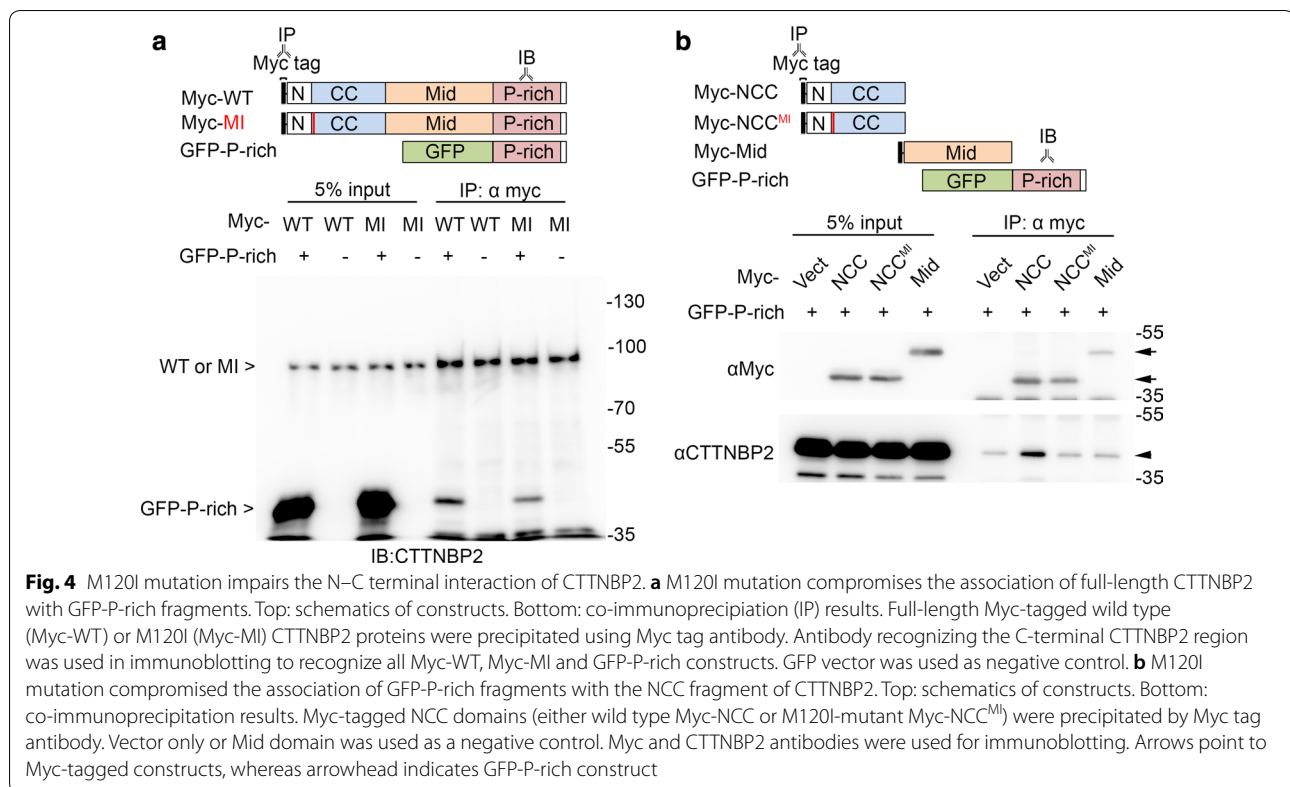 a
IP
Myc tag
IB
Myc-WT N CC Mid P-rich
Myc-MI N CC Mid P-rich
GFP-P-rich GFP P-rich
5% input IP: α myc
Myc- WT WT MI MI WT WT MI MI
GFP-P-rich + - + - + - + -
-130
-100
WT or MI >
-70
-55
GFP-P-rich >
-35
IB:CTTNBP2
b
IP
Myc tag
Myc-NCC N CC
Myc-NCCMI N CC
Myc-Mid Mid
IB
GFP-P-rich GFP P-rich
5% input IP: α myc
Myc- Vect NCC NCCMI Mid Vect NCC NCCMI Mid
GFP-P-rich + + + + + + + +
-55
αMyc
-35
-55
αCTTNBP2
-35
Fig. 4 M120I mutation impairs the N–C terminal interaction of CTTNBP2. a M120I mutation compromises the association of full-length CTTNBP2
with GFP-P-rich fragments. Top: schematics of constructs. Bottom: co-immunoprecipiation (IP) results. Full-length Myc-tagged wild type
(Myc-WT) or M120I (Myc-MI) CTTNBP2 proteins were precipitated using Myc tag antibody. Antibody recognizing the C-terminal CTTNBP2 region
was used in immunoblotting to recognize all Myc-WT, Myc-MI and GFP-P-rich constructs. GFP vector was used as negative control. b M120I
mutation compromised the association of GFP-P-rich fragments with the NCC fragment of CTTNBP2. Top: schematics of constructs. Bottom:
co-immunoprecipitation results. Myc-tagged NCC domains (either wild type Myc-NCC or M120I-mutant Myc-NCCMI) were precipitated by Myc tag
antibody. Vector only or Mid domain was used as a negative control. Myc and CTTNBP2 antibodies were used for immunoblotting. Arrows point to
Myc-tagged constructs, whereas arrowhead indicates GFP-P-rich construct